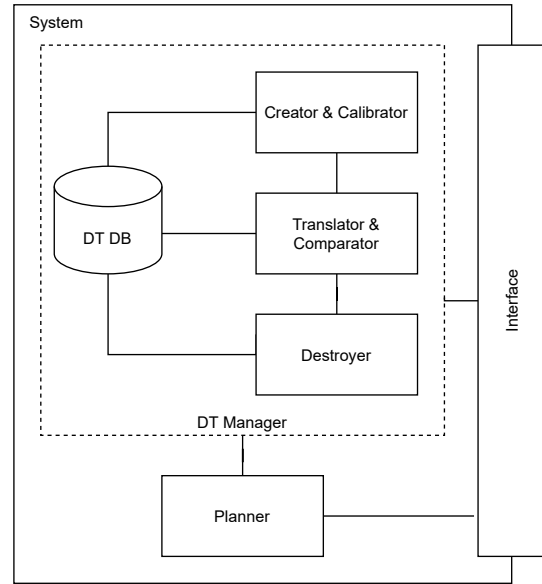 System
Creator & Calibrator
DT DB
Translator &
Comparator
Interface
Destroyer
DT Manager
Planner